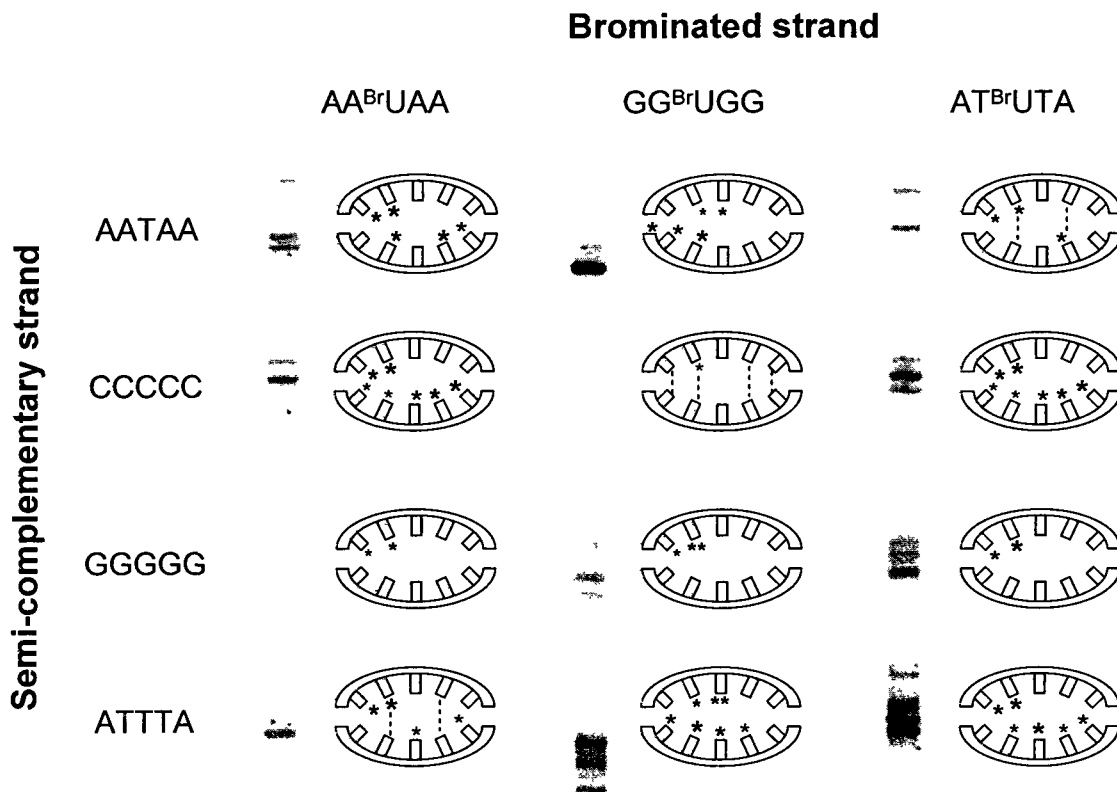 Brominated strand
AA^BrUAA GG^BrUGG AT^BrUTA
Semi-complementary strand
AATAA
CCCCC
GGGGG
ATTTA